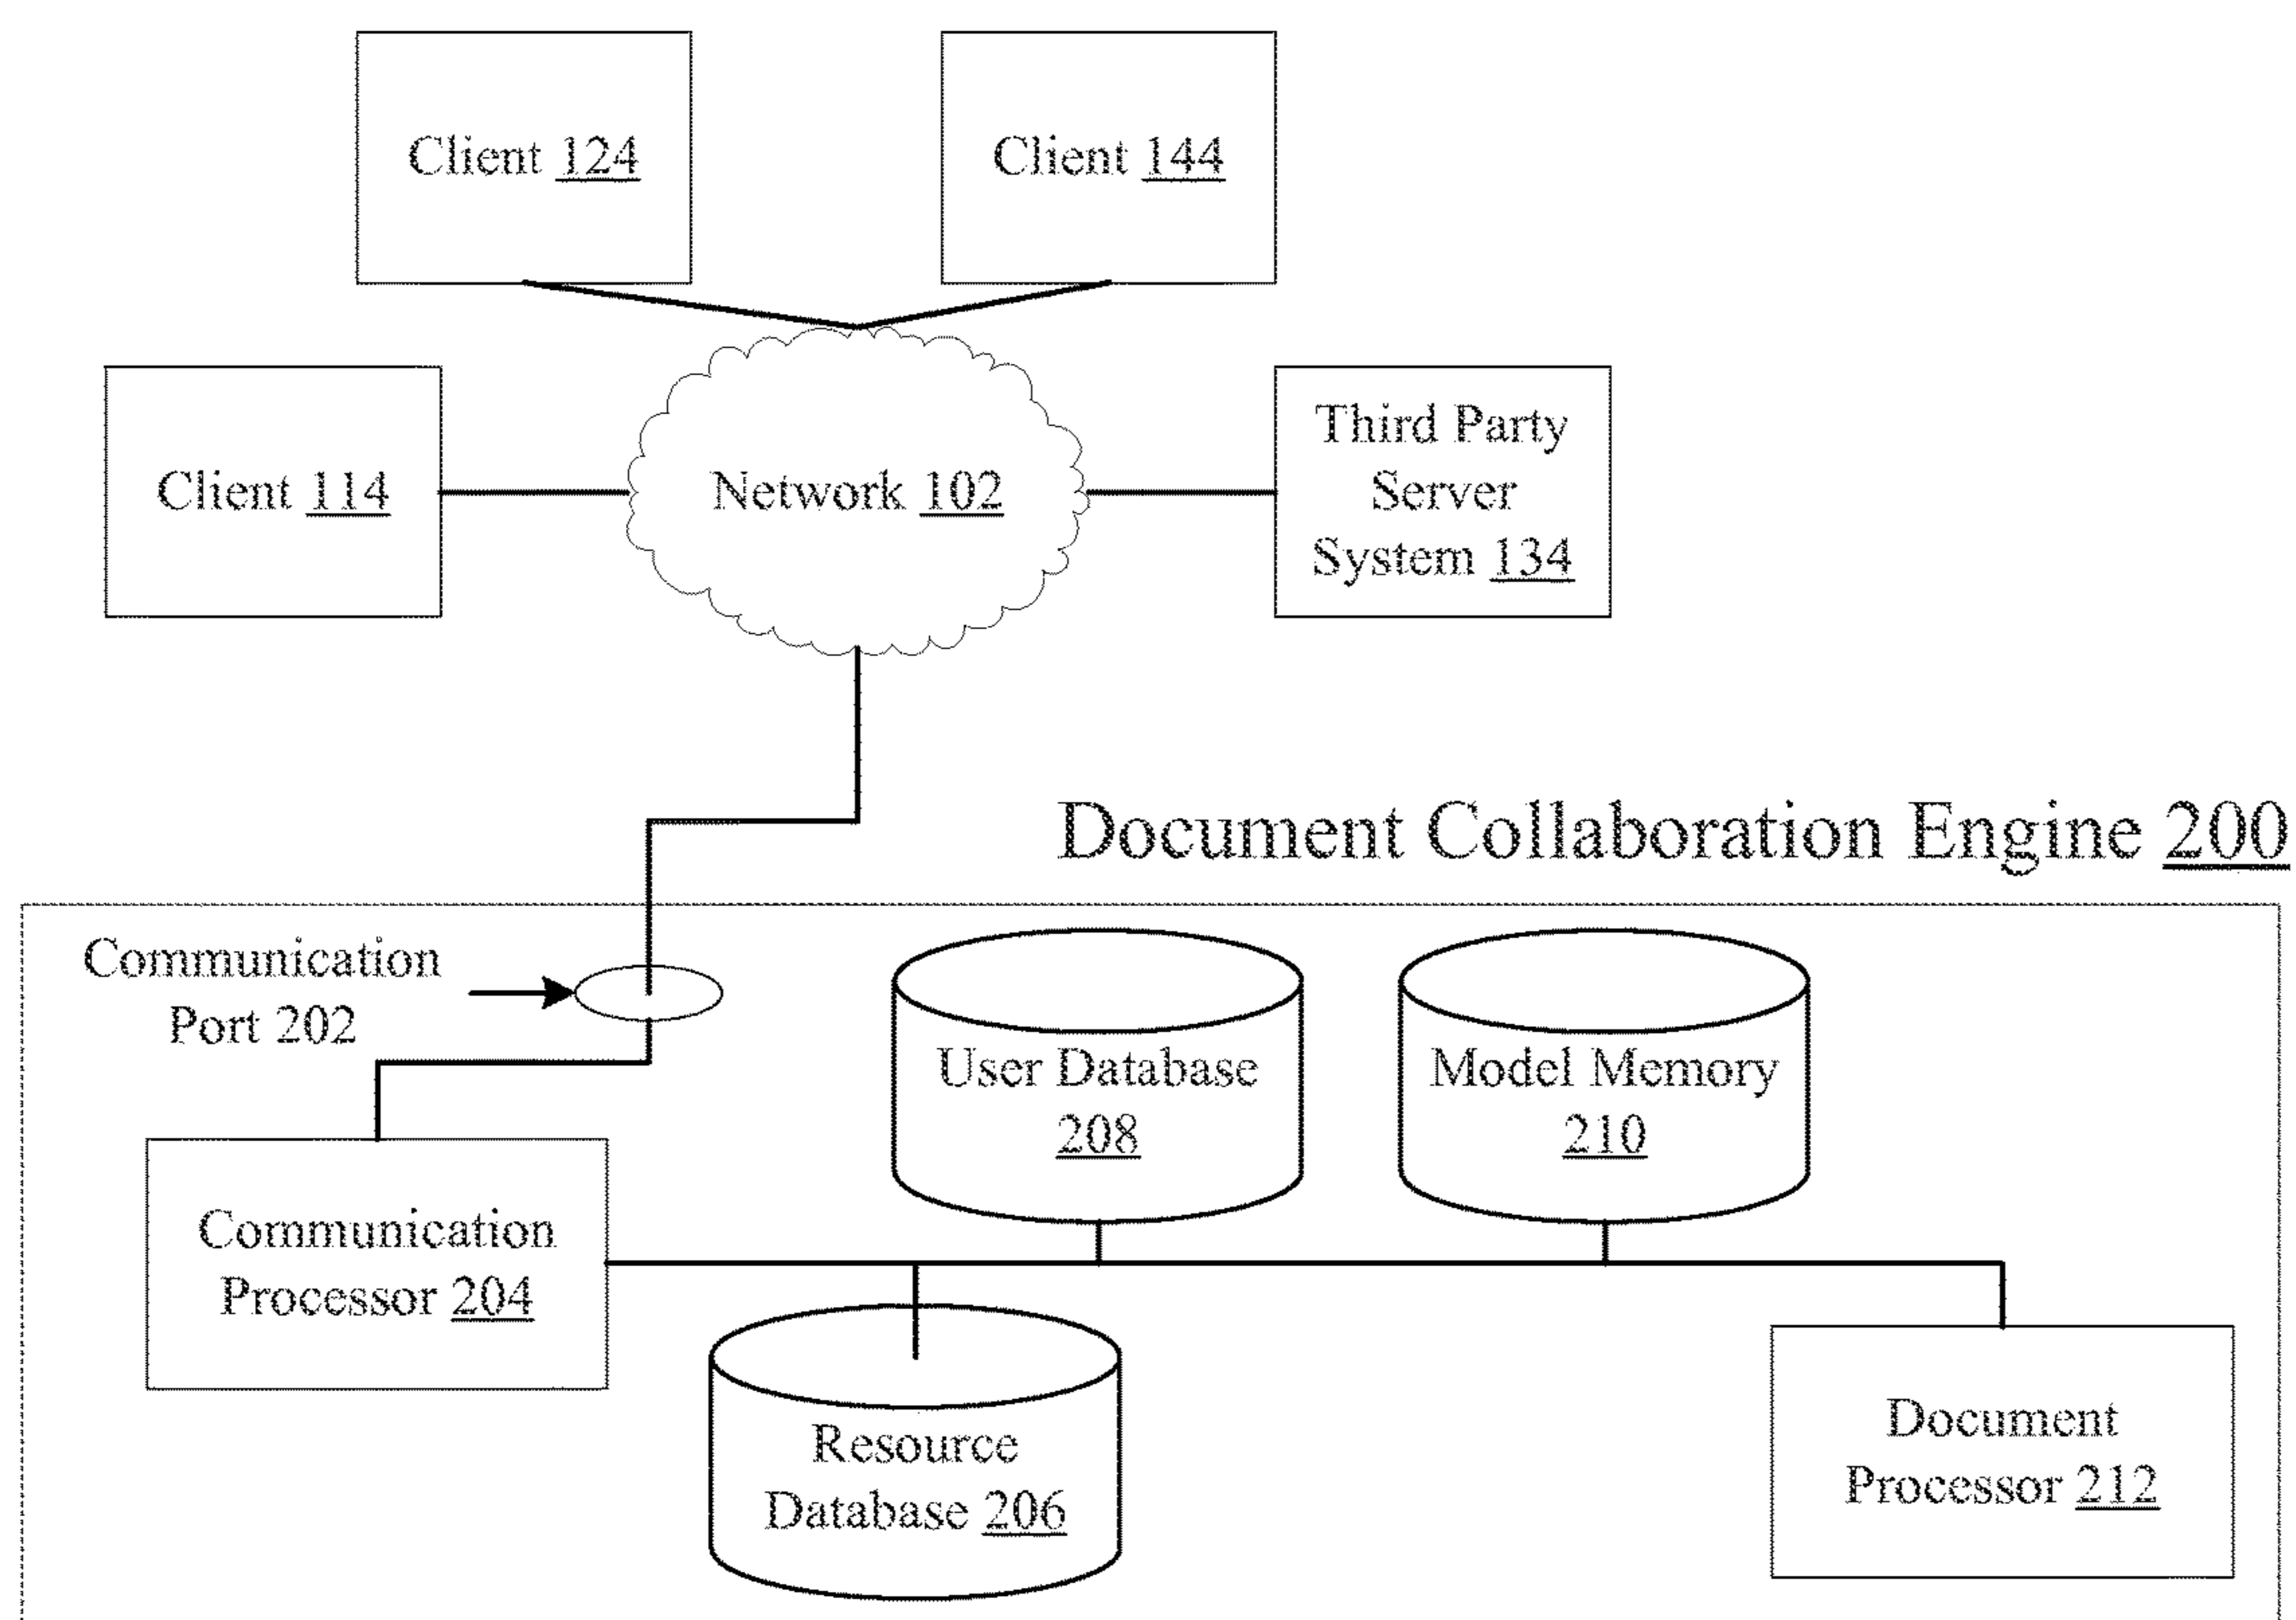 Client 124
Client 144
Client 114
Network 102
Third Party
Server
System 134
Document Collaboration Engine 200
Communication
Port 202
User Database
208
Model Memory
210
Communication
Processor 204
Resource
Database 206
Document
Processor 212